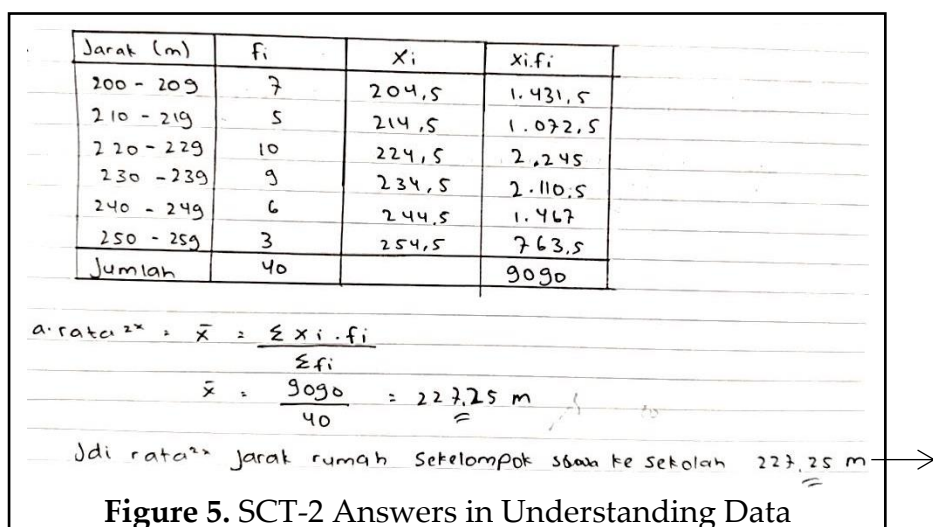 Jarak (m) fi Xi xi.fi
200 - 209 7 204,5 1.431,5
210 - 219 5 214,5 1.072,5
220 - 229 10 224,5 2.245
230 - 239 9 234,5 2.110,5
240 - 249 6 244,5 1.467
250 - 259 3 254,5 763,5
Jumlah 40 9090
a. rata²ˣ = x̄ = Σ xi . fi
Σfi
x̄ = 9090 = 227,25 m
40
Jdi rata²ˣ jarak rumah sekelompok ke sekolah 227,25 m
Figure 5. SCT-2 Answers in Understanding Data